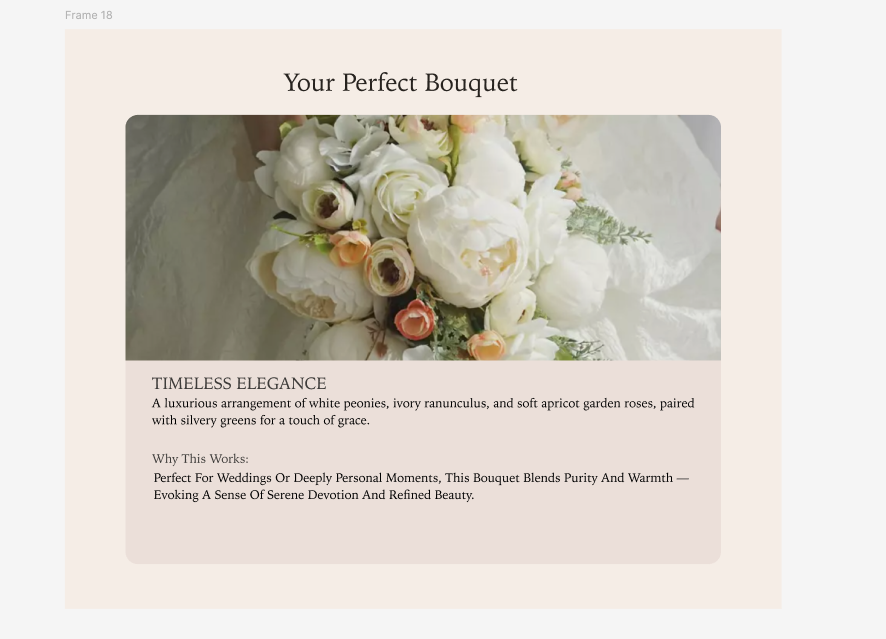 Frame 18
Your Perfect Bouquet
TIMELESS ELEGANCE
A luxurious arrangement of white peonies, ivory ranunculus, and soft apricot garden roses, paired
with silvery greens for a touch of grace.
Why This Works:
Perfect For Weddings Or Deeply Personal Moments, This Bouquet Blends Purity And Warmth —
Evoking A Sense Of Serene Devotion And Refined Beauty.